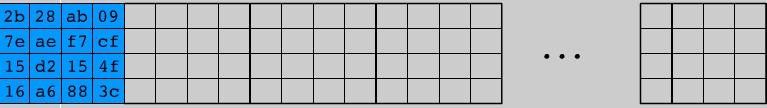 2b 28 ab 09
7e ae f7 cf
15 d2 15 4f
16 a6 88 3c